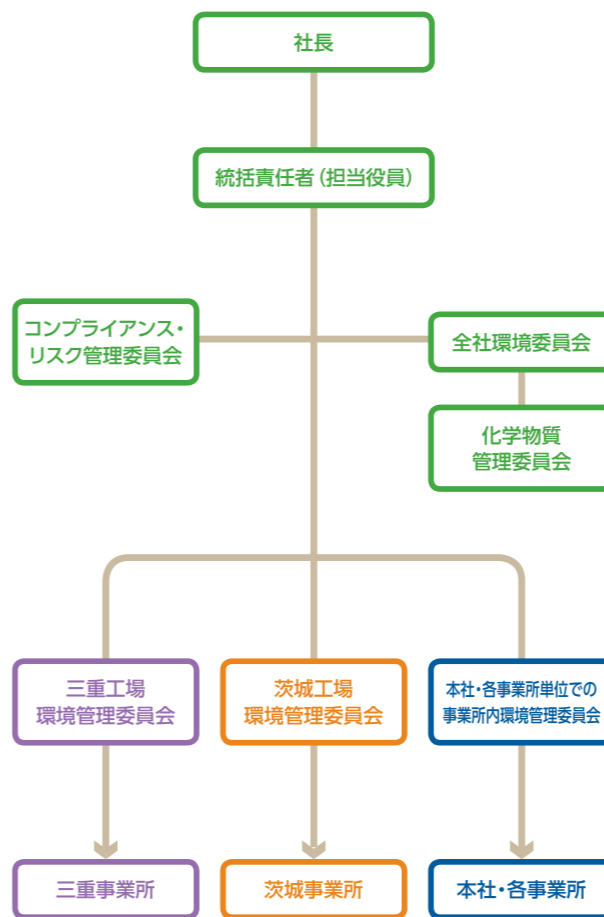 社長
統括責任者（担当役員）
コンプライアンス・
リスク管理委員会
全社環境委員会
化学物質
管理委員会
三重工場
環境管理委員会
茨城工場
環境管理委員会
本社・各事業所単位での
事業所内環境管理委員会
三重事業所
茨城事業所
本社・各事業所